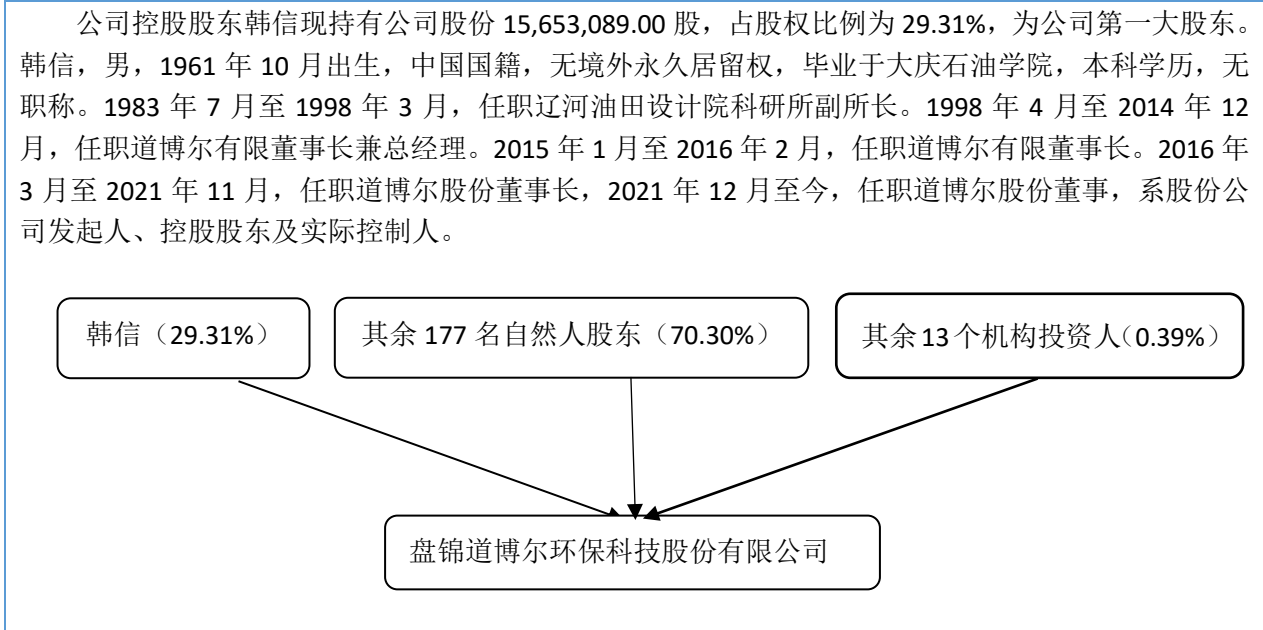 公司控股股东韩信现持有公司股份 15,653,089.00 股，占股权比例为 29.31%，为公司第一大股东。
韩信，男，1961 年 10 月出生，中国国籍，无境外永久居留权，毕业于大庆石油学院，本科学历，无
职称。1983 年 7 月至 1998 年 3 月，任职辽河油田设计院科研所副所长。1998 年 4 月至 2014 年 12
月，任职道博尔有限董事长兼总经理。2015 年 1 月至 2016 年 2 月，任职道博尔有限董事长。2016 年
3 月至 2021 年 11 月，任职道博尔股份董事长，2021 年 12 月至今，任职道博尔股份董事，系股份公
司发起人、控股股东及实际控制人。
韩信（29.31%）
其余 177 名自然人股东（70.30%）
其余 13 个机构投资人（0.39%）
盘锦道博尔环保科技股份有限公司